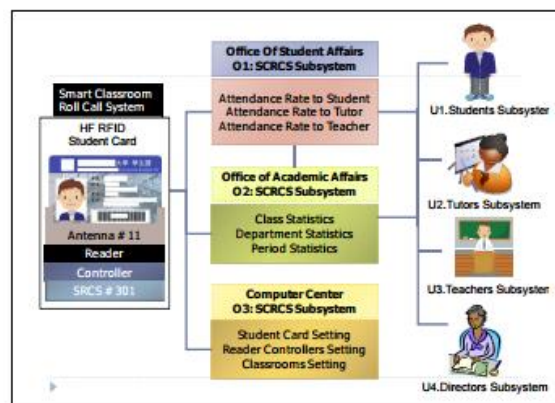 Office Of Student Affairs
O1: SCRCS Subsystem
Attendance Rate to Student
Attendance Rate to Tutor
Attendance Rate to Teacher
Smart Classroom
Roll Call System
HF RFID
Student Card
Antenna # 11
Reader
Controller
SRCS # 301
Office of Academic Affairs
O2: SCRCS Subsystem
Class Statistics
Department Statistics
Period Statistics
Computer Center
O3: SCRCS Subsystem
Student Card Setting
Reader Controllers Setting
Classrooms Setting
U1.Students Subsyster
U2.Tutors Subsystem
U3.Teachers Subsyster
U4.Directors Subsystem